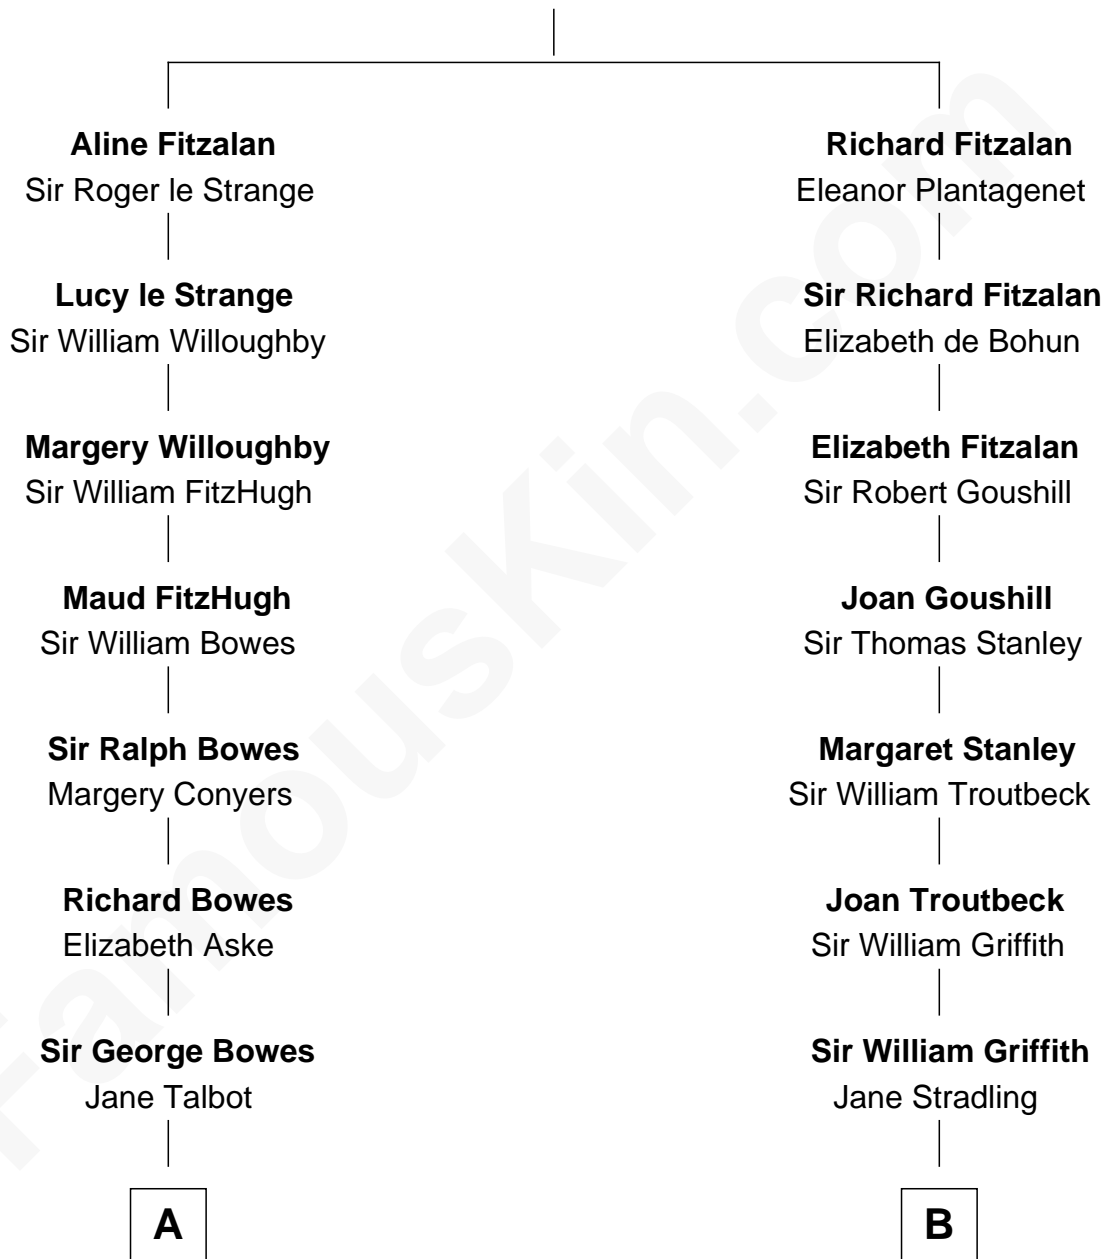 Aline Fitzalan
Sir Roger le Strange
Lucy le Strange
Sir William Willoughby
Margery Willoughby
Sir William FitzHugh
Maud FitzHugh
Sir William Bowes
Sir Ralph Bowes
Margery Conyers
Richard Bowes
Elizabeth Aske
Sir George Bowes
Jane Talbot
A
Richard Fitzalan
Eleanor Plantagenet
Sir Richard Fitzalan
Elizabeth de Bohun
Elizabeth Fitzalan
Sir Robert Goushill
Joan Goushill
Sir Thomas Stanley
Margaret Stanley
Sir William Troutbeck
Joan Troutbeck
Sir William Griffith
Sir William Griffith
Jane Stradling
B
FamousKin.com